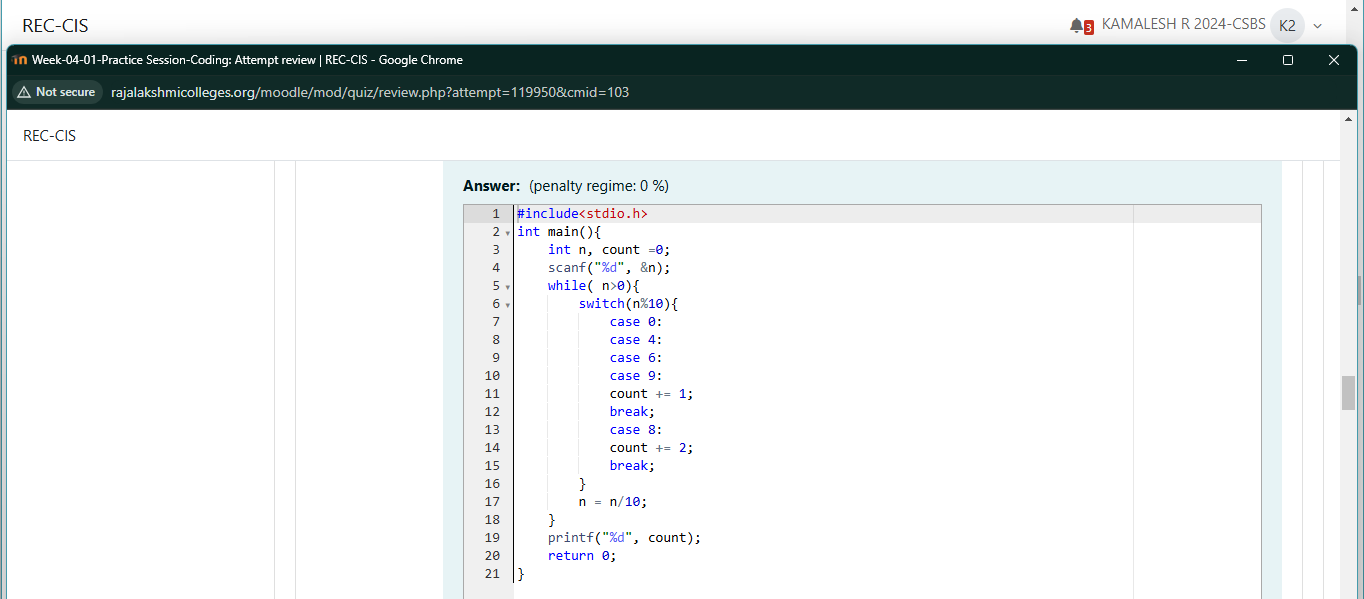 REC-CIS
3 KAMALESH R 2024-CSBS K2
Week-04-01-Practice Session-Coding: Attempt review | REC-CIS - Google Chrome
Not secure rajalakshmicolleges.org/moodle/mod/quiz/review.php?attempt=119950&cmid=103
REC-CIS
Answer: (penalty regime: 0 %)
1 #include<stdio.h>
2 int main(){
3 int n, count =0;
4 scanf("%d", &n);
5 while( n>0){
6 switch(n%10){
7 case 0:
8 case 4:
9 case 6:
10 case 9:
11 count += 1;
12 break;
13 case 8:
14 count += 2;
15 break;
16 }
17 n = n/10;
18 }
19 printf("%d", count);
20 return 0;
21 }